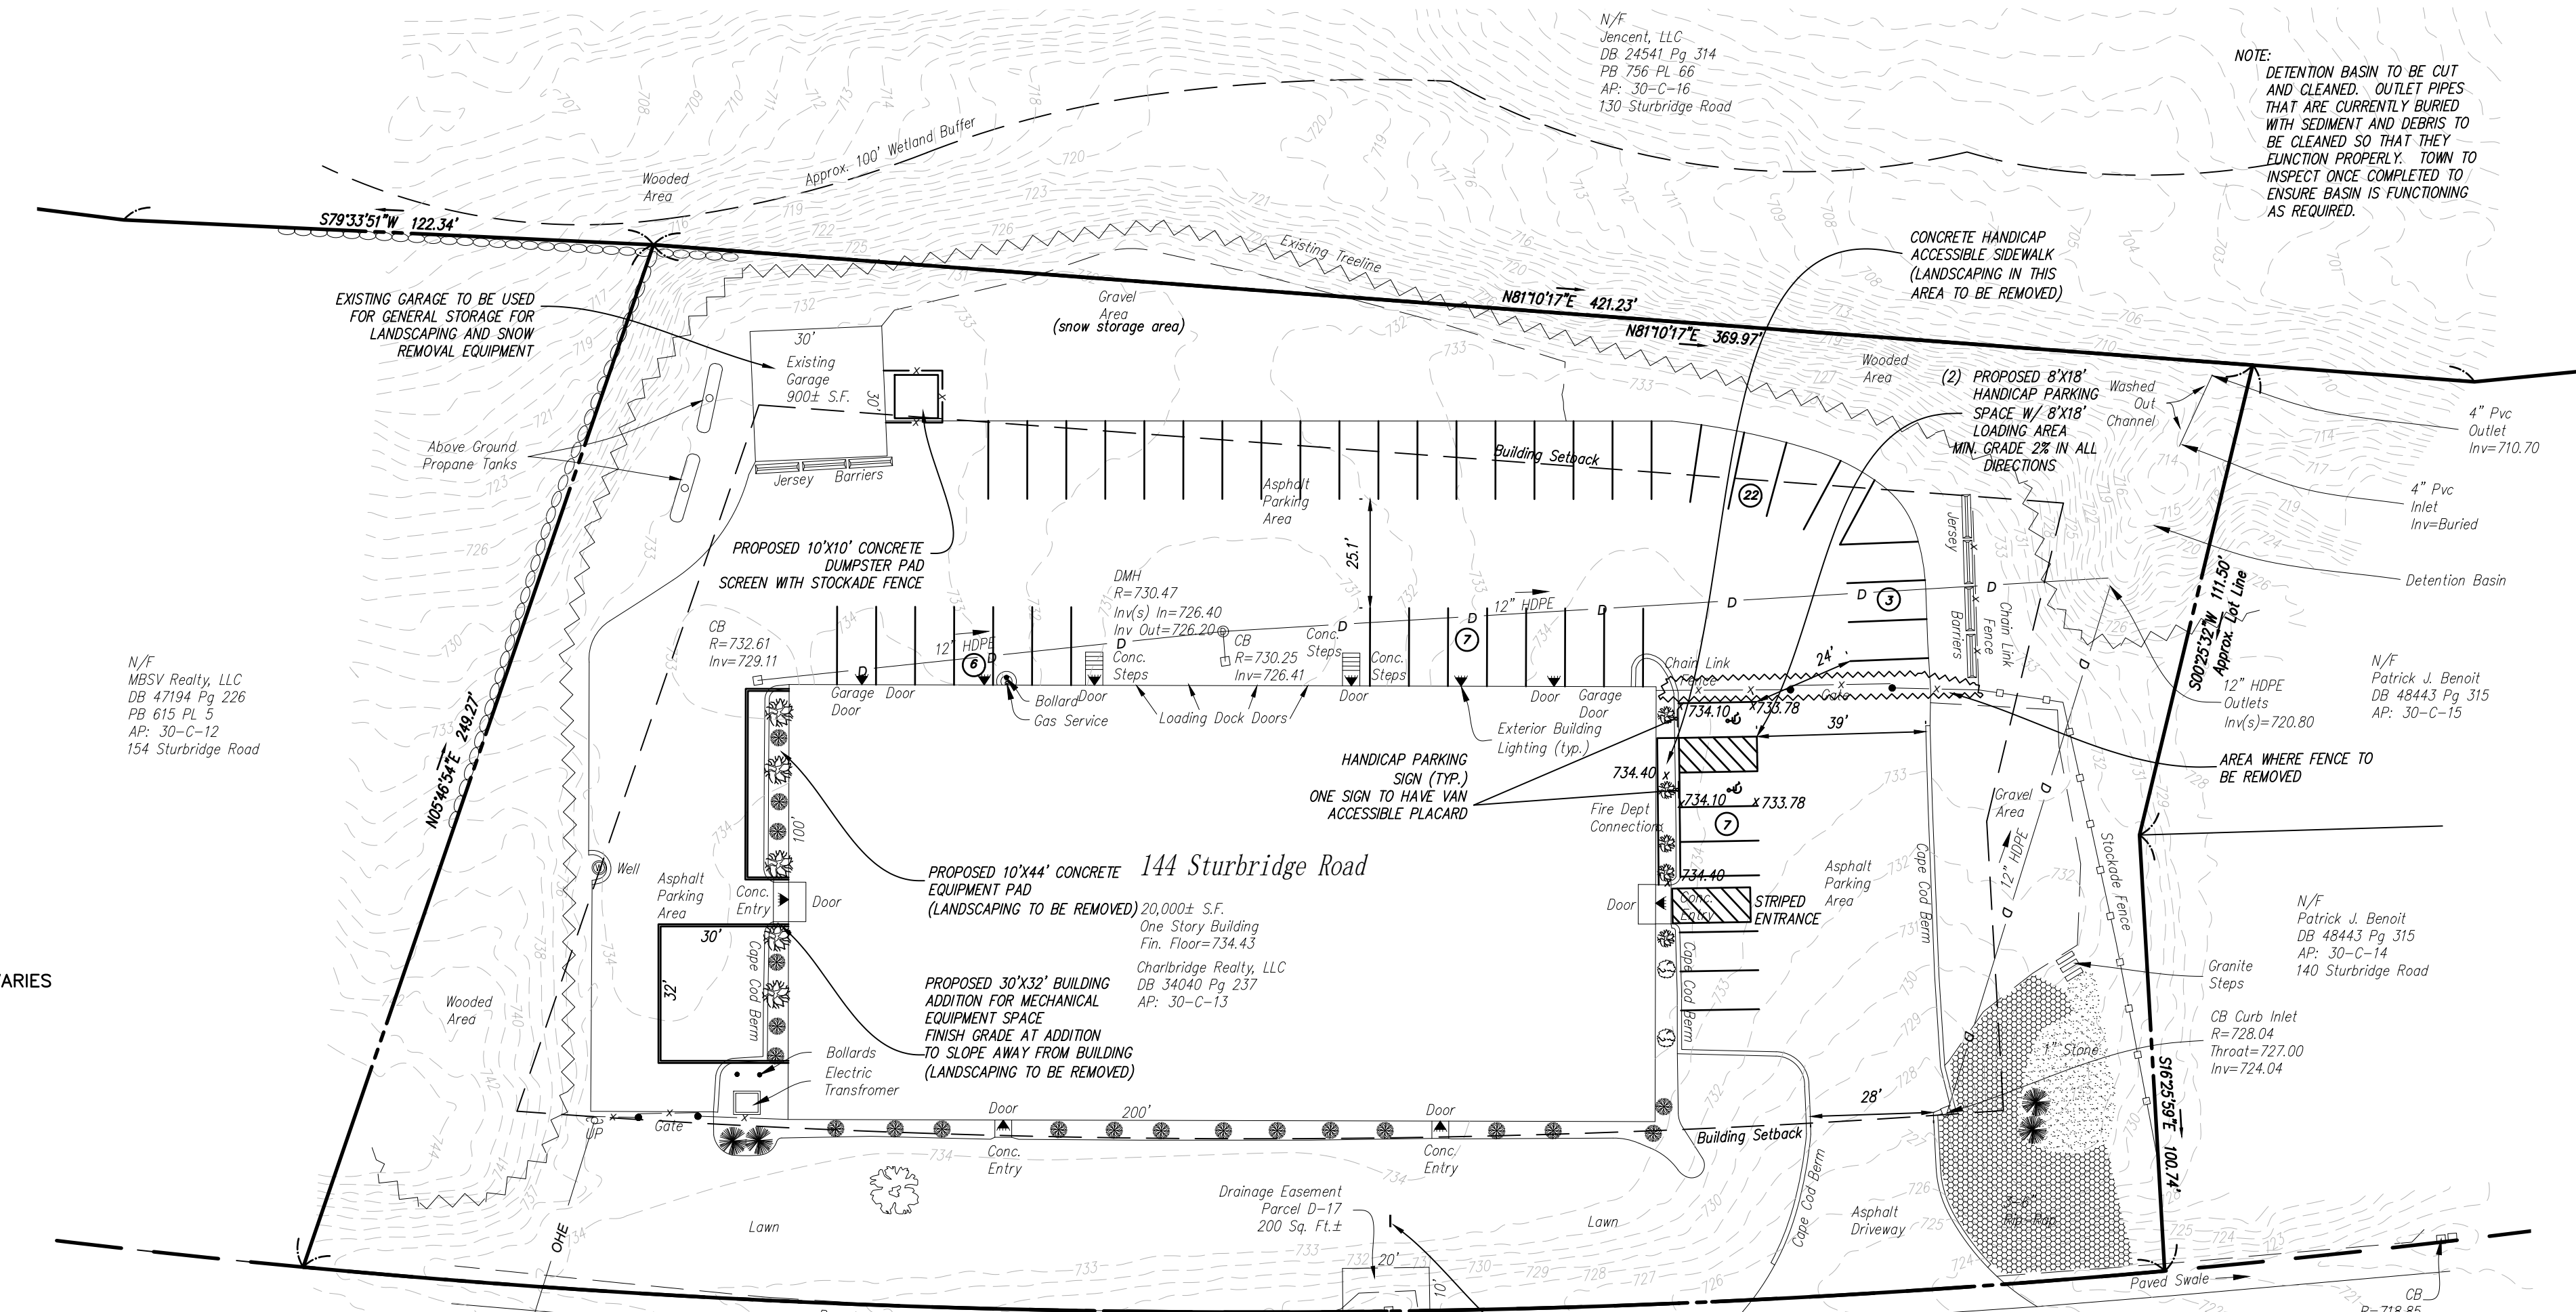 N/F
Jencent, LLC
DB 24541 Pg 314
PB 756 PL 66
AP: 30-C-16
130 Sturbridge Road
NOTE:
DETENTION BASIN TO BE CUT
AND CLEANED. OUTLET PIPES
THAT ARE CURRENTLY BURIED
WITH SEDIMENT AND DEBRIS TO
BE CLEANED SO THAT THEY
FUNCTION PROPERLY. TOWN TO
INSPECT ONCE COMPLETED TO
ENSURE BASIN IS FUNCTIONING
AS REQUIRED.
Approx. 100' Wetland Buffer
Wooded
Area
S79°33'51"W 122.34'
Existing Treeline
CONCRETE HANDICAP
ACCESSIBLE SIDEWALK
(LANDSCAPING IN THIS
AREA TO BE REMOVED)
N81°10'17"E 421.23'
N81°10'17"E 369.97'
EXISTING GARAGE TO BE USED
FOR GENERAL STORAGE FOR
LANDSCAPING AND SNOW
REMOVAL EQUIPMENT
Gravel
Area
(snow storage area)
30'
Existing
Garage
900± S.F.
30'
Wooded
Area
(2) PROPOSED 8'X18'
HANDICAP PARKING
SPACE W/ 8'X18'
LOADING AREA
MIN. GRADE 2% IN ALL
DIRECTIONS
Washed
Out
Channel
4" Pvc
Outlet
Inv=710.70
4" Pvc
Inlet
Inv=Buried
Detention Basin
Above Ground
Propane Tanks
Jersey Barriers
Building Setback
Asphalt
Parking
Area
22
25.1'
PROPOSED 10'X10' CONCRETE
DUMPSTER PAD
SCREEN WITH STOCKADE FENCE
DMH
R=730.47
Inv(s) In=726.40
Inv Out=726.20
CB
R=732.61
Inv=729.11
12" HDPE
6
CB
R=730.25
Inv=726.41
Conc.
Steps
Conc.
Steps
Conc.
Steps
7
12" HDPE
D
D
D
D
D
D
D
D
D
3
Jersey
Barriers
Chain Link
Fence
S00°25'32"W 111.50'
Approx. Lot Line
12" HDPE
Outlets
Inv(s)=720.80
N/F
Patrick J. Benoit
DB 48443 Pg 315
AP: 30-C-15
N/F
MBSV Realty, LLC
DB 47194 Pg 226
PB 615 PL 5
AP: 30-C-12
154 Sturbridge Road
N05°46'54"E 249.27'
Garage
Door
Door
Bollard
Gas Service
Door
Loading Dock Doors
Door
Door
Garage
Door
Exterior Building
Lighting (typ.)
Chain Link
Fence
Gate
24'
39'
734.10
733.78
734.40
734.10
733.78
7
734.40
HANDICAP PARKING
SIGN (TYP.)
ONE SIGN TO HAVE VAN
ACCESSIBLE PLACARD
Fire Dept
Connection
AREA WHERE FENCE TO
BE REMOVED
Gravel
Area
Stockade Fence
12" HDPE
D
D
D
D
Cape Cod Berm
Asphalt
Parking
Area
100'
Well
Asphalt
Parking
Area
Conc.
Entry
Door
PROPOSED 10'X44' CONCRETE
EQUIPMENT PAD
(LANDSCAPING TO BE REMOVED)
144 Sturbridge Road
20,000± S.F.
One Story Building
Fin. Floor=734.43
Charlbridge Realty, LLC
DB 34040 Pg 237
AP: 30-C-13
Door
Conc.
Entry
STRIPED
ENTRANCE
N/F
Patrick J. Benoit
DB 48443 Pg 315
AP: 30-C-14
140 Sturbridge Road
30'
32'
Cape Cod Berm
PROPOSED 30'X32' BUILDING
ADDITION FOR MECHANICAL
EQUIPMENT SPACE
FINISH GRADE AT ADDITION
TO SLOPE AWAY FROM BUILDING
(LANDSCAPING TO BE REMOVED)
ARIES
Wooded
Area
Bollards
Electric
Transfromer
Cape Cod Berm
Granite
Steps
CB Curb Inlet
R=728.04
Throat=727.00
Inv=724.04
1" Stone
S16°25'59"E 100.74'
UP
Gate
Door
200'
Door
Conc.
Entry
Conc.
Entry
28'
Building Setback
Cape Cod Berm
Asphalt
Driveway
Rip-Rap
OHE
Lawn
Drainage Easement
Parcel D-17
200 Sq. Ft.±
20'
10'
Lawn
Paved Swale
CB
R=718.85